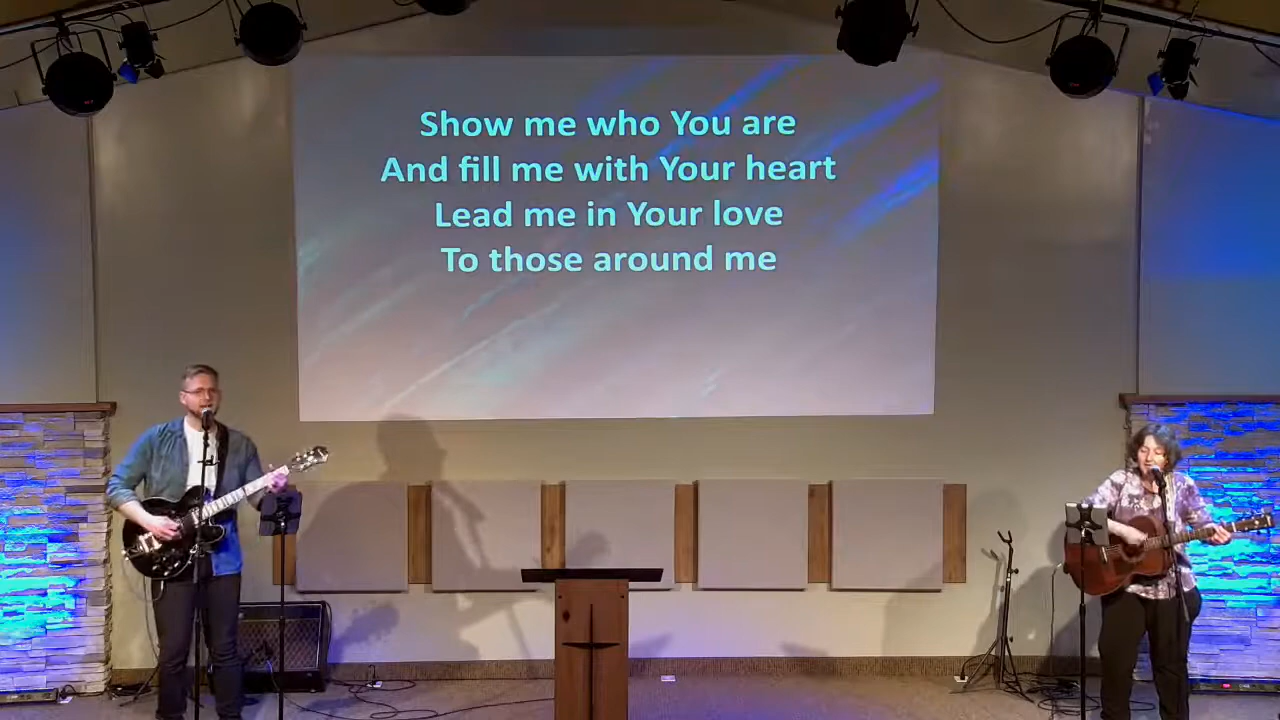 Show me who You are
And fill me with Your heart
Lead me in Your love
To those around me